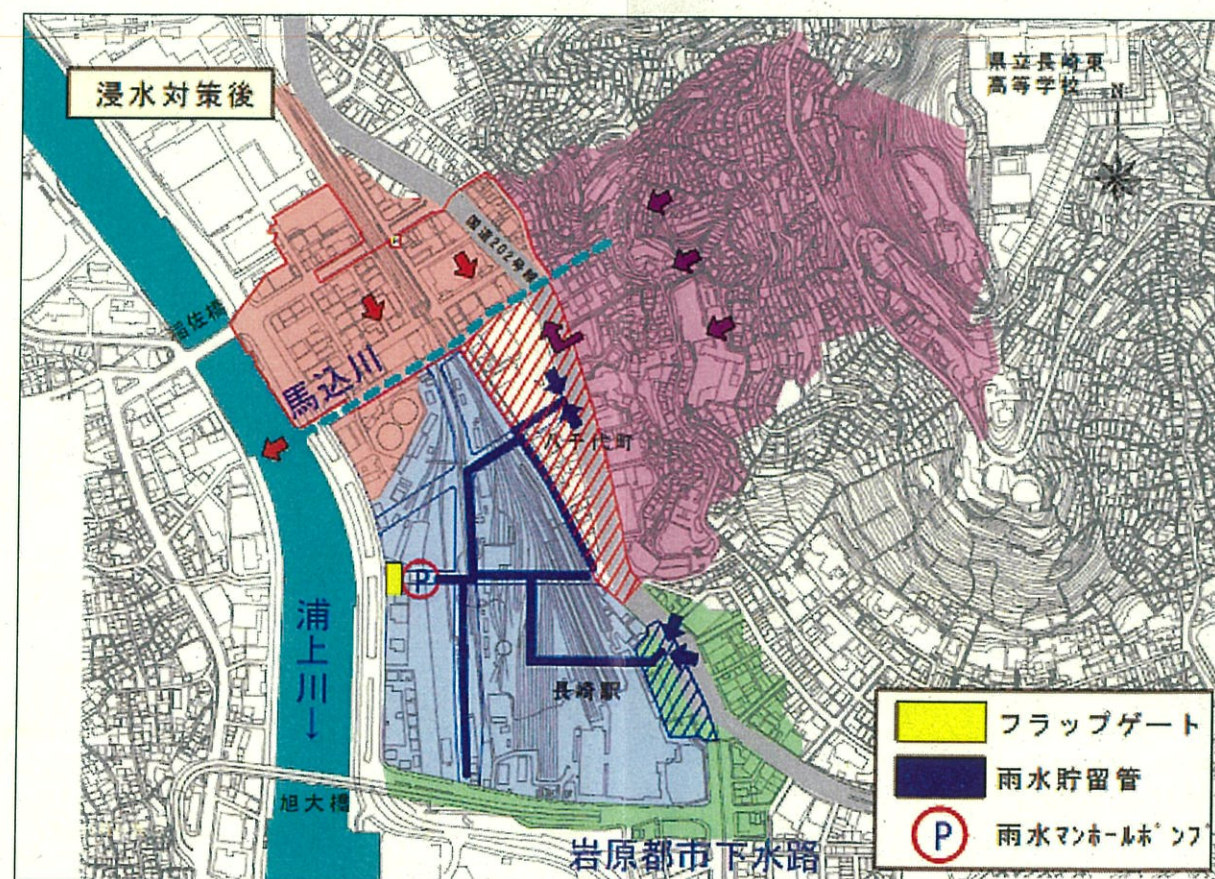 浸水対策後
県立長崎東
高等学校
N
国道202号線
稲佐橋
馬込川
八千代町
P
浦上川→
長崎駅
旭大橋
岩原都市下水路
フラップゲート
雨水貯留管
P 雨水マンホールポンプ